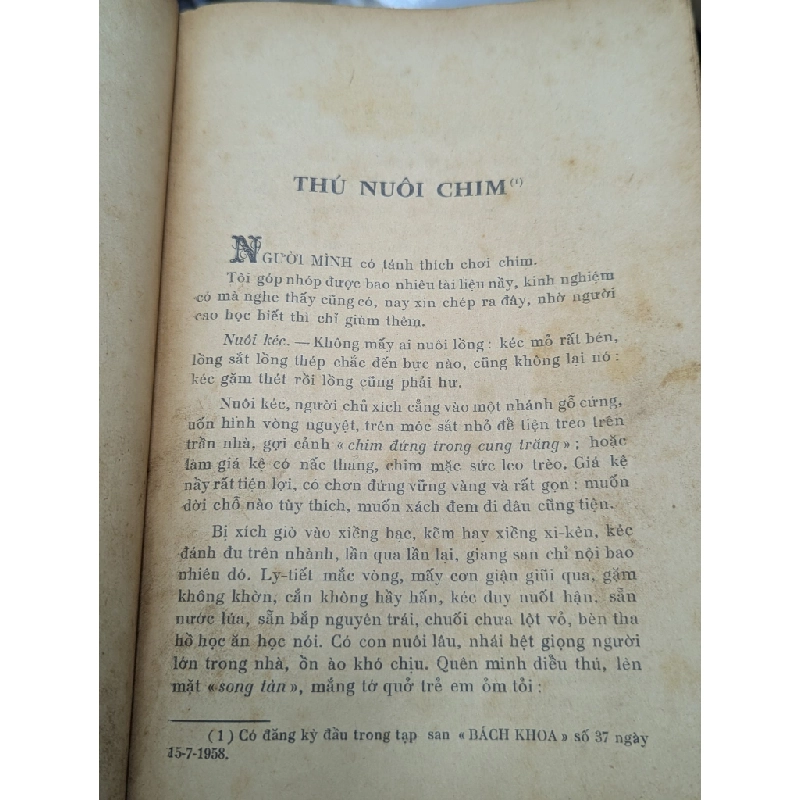 THÚ NUÔI CHIM (1)
NGƯỜI MÌNH có tánh thích chơi chim.
Tôi góp nhóp được bao nhiêu tài liệu nầy, kinh nghiệm
có mà nghe thấy cũng có, nay xin chép ra đây, nhờ người
cao học biết thì chỉ giùm thêm.
Nuôi kéc. — Không mấy ai nuôi lồng : kéc mỏ rất bén,
lồng sắt lồng thép chắc đến bực nào, cũng không lại nó :
kéc gặm thét rồi lồng cũng phải hư.
Nuôi kéc, người chủ xích cẳng vào một nhánh gỗ cứng,
uốn hình vòng nguyệt, trên móc sắt nhỏ để tiện treo trên
trần nhà, gợi cảnh « chim đứng trong cung trăng » ; hoặc
làm giá kệ có nấc thang, chim mặc sức leo trèo. Giá kệ
nầy rất tiện lợi, có chơn đứng vững vàng và rất gọn : muốn
dời chỗ nào tùy thích, muốn xách đem đi đâu cũng tiện.
Bị xích giò vào xiềng bạc, kẽm hay xiềng xi-kền, kéc
đánh đu trên nhành, lần qua lần lại, giang san chỉ nội bao
nhiêu đó. Ly-tiết mắc vòng, mấy cơn giận giũi qua, gặm
không khờn, cắn không hầy hấn, kéc duy nuốt hận, sẵn
nước lúa, sẵn bắp nguyên trái, chuối chưa lột vỏ, bèn tha
hồ học ăn học nói. Có con nuôi lâu, nhái hệt giọng người
lớn trong nhà, ồn ào khó chịu. Quên mình điều thú, lên
mặt « song tàn », mắng tớ quở trẻ em ỏm tỏi :
(1) Có đăng kỳ đầu trong tạp san « BÁCH KHOA » số 37 ngày
15-7-1958.